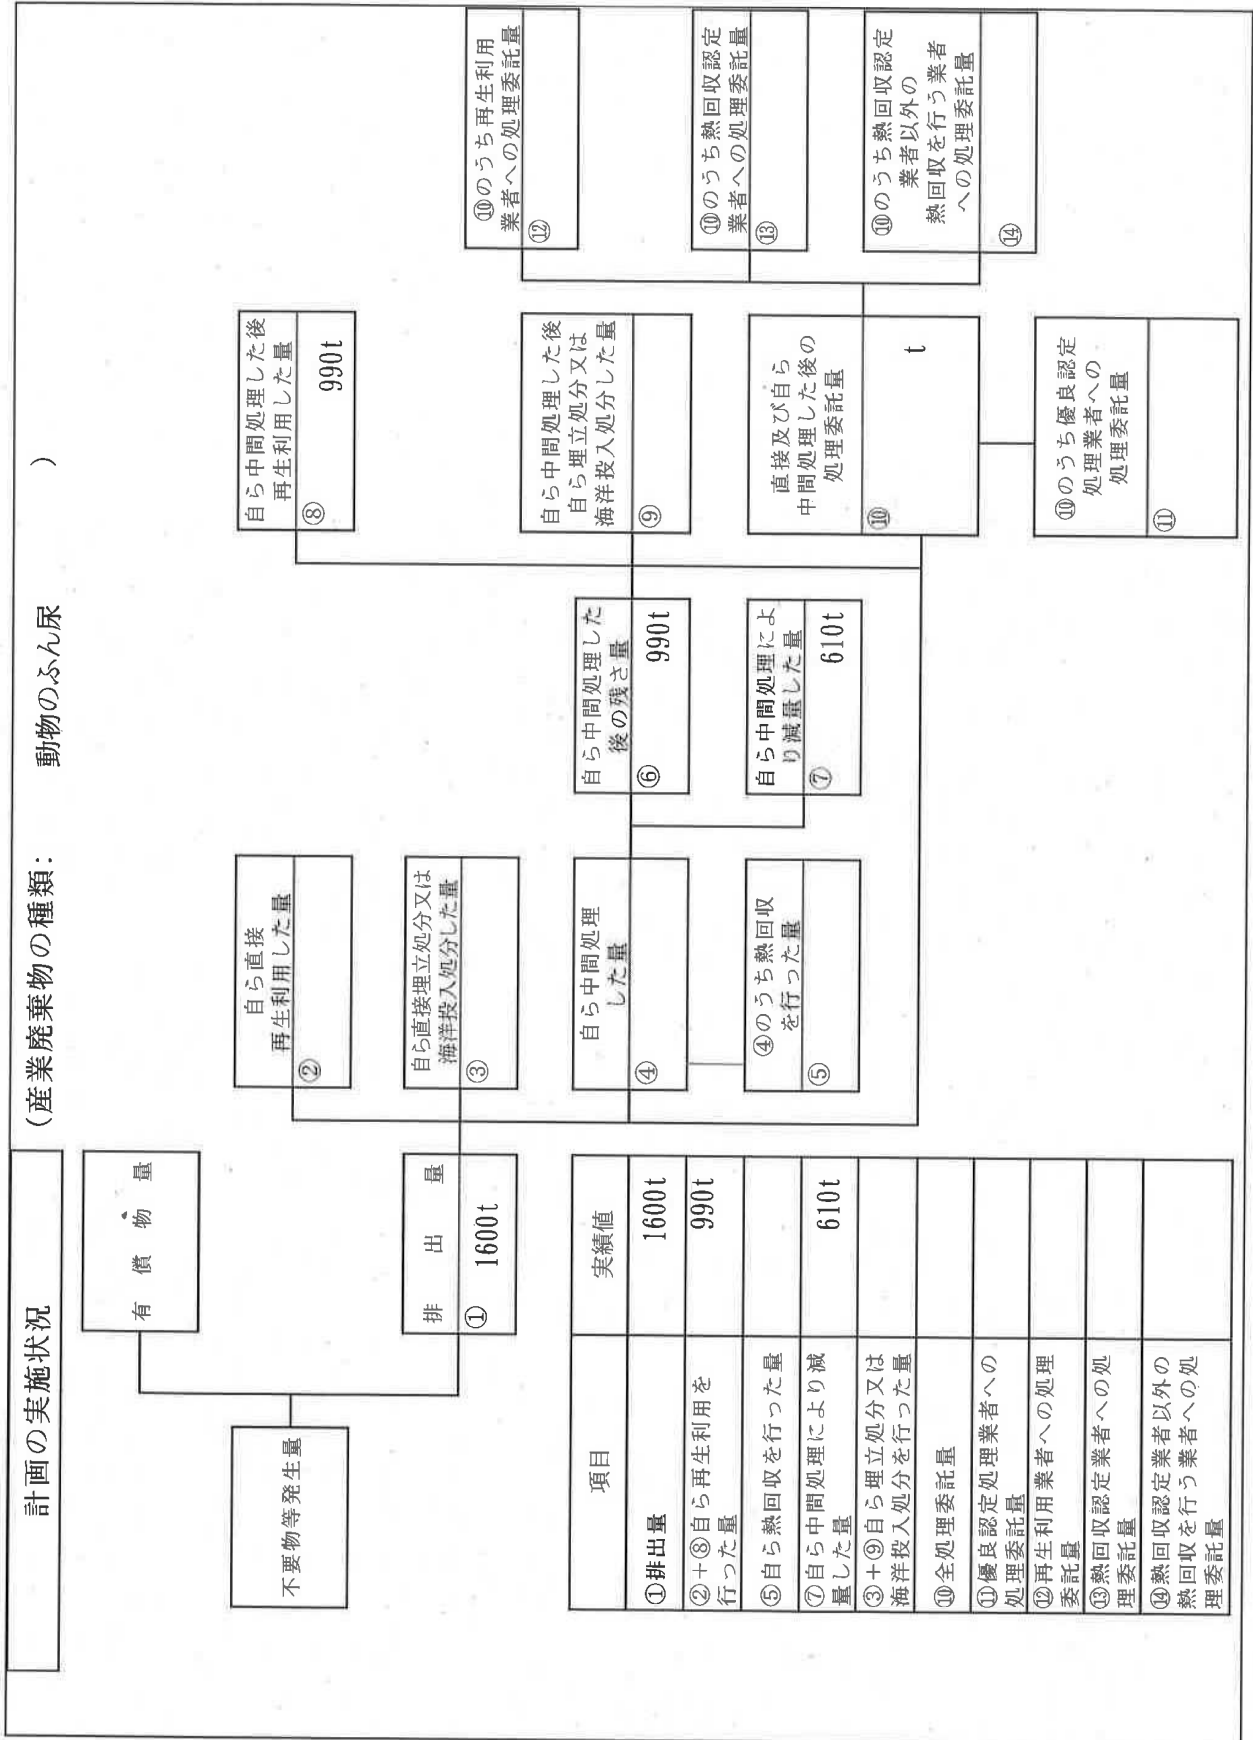 計画の実施状況
（産業廃棄物の種類：　動物のふん尿　）
有償物量
不要物等発生量
排出量
① 1600t
自ら直接
再生利用した量
②
自ら直接埋立処分又は
海洋投入処分した量
③
自ら中間処理
した量
④
④のうち熱回収
を行った量
⑤
自ら中間処理した
後の残さ量
⑥ 990t
自ら中間処理によ
り減量した量
⑦ 610t
自ら中間処理した後
再生利用した量
⑧ 990t
自ら中間処理した後
自ら埋立処分又は
海洋投入処分した量
⑨
直接及び自ら
中間処理した後の
処理委託量
⑩ t
⑩のうち優良認定
処理業者への
処理委託量
⑪
⑩のうち再生利用
業者への処理委託量
⑫
⑩のうち熱回収認定
業者への処理委託量
⑬
⑩のうち熱回収認定
業者以外の
熱回収を行う業者
への処理委託量
⑭
項目 実績値
①排出量 1600t
②＋⑧自ら再生利用を
行った量 990t
⑤自ら熱回収を行った量
⑦自ら中間処理により減
量した量 610t
③＋⑨自ら埋立処分又は
海洋投入処分を行った量
⑩全処理委託量
⑪優良認定処理業者への
処理委託量
⑫再生利用業者への処理
委託量
⑬熱回収認定業者への処
理委託量
⑭熱回収認定業者以外の
熱回収を行う業者への処
理委託量